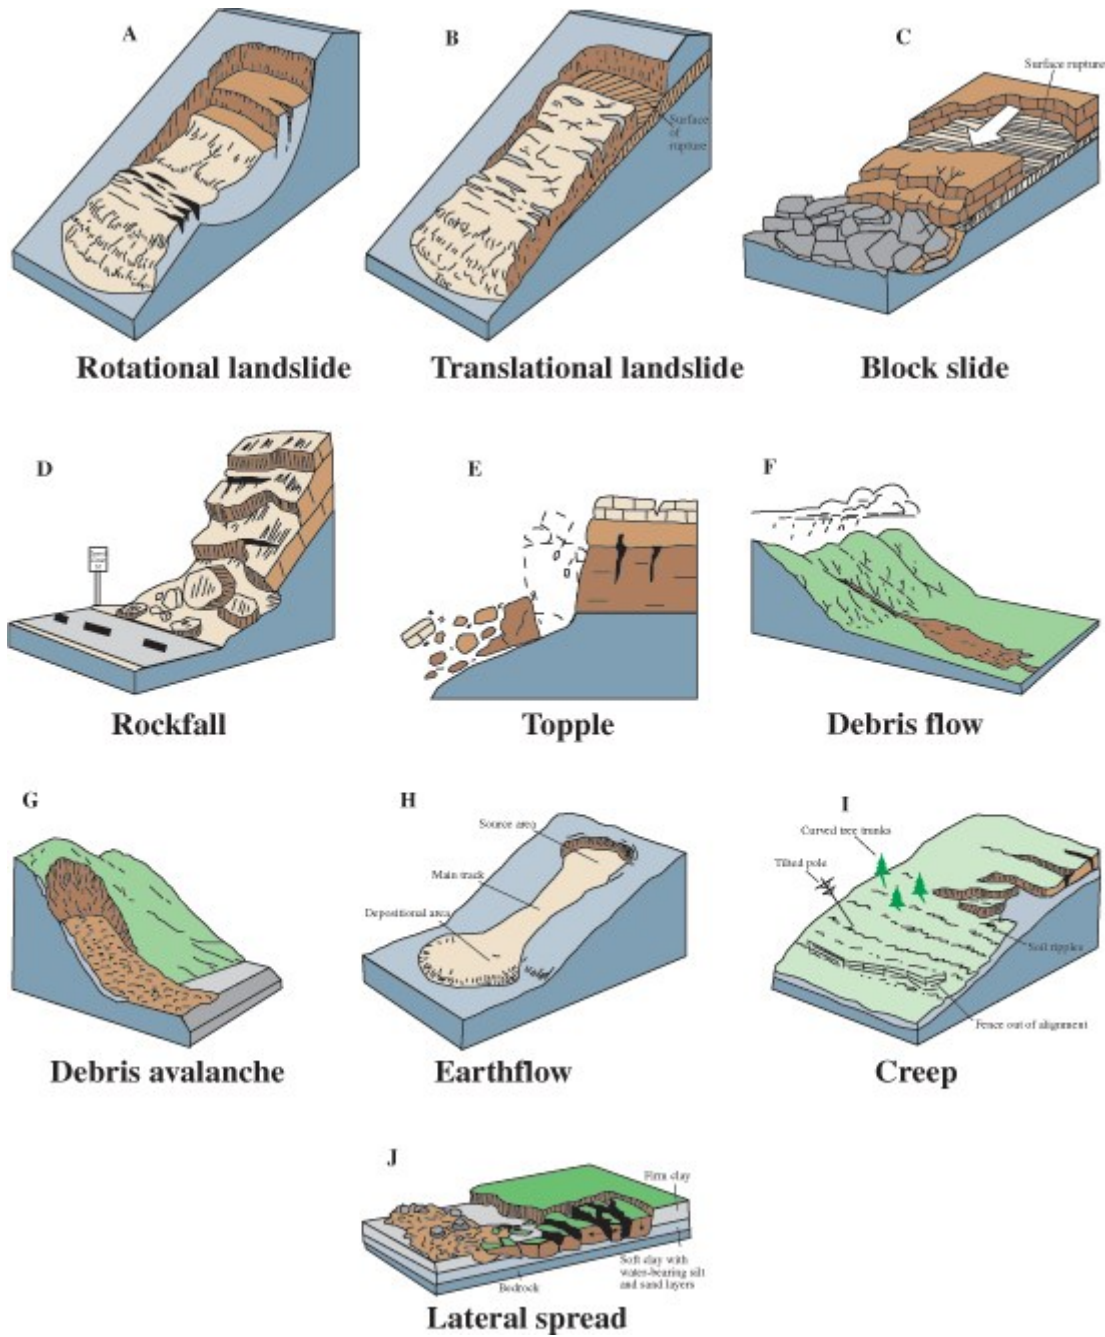 A
B
C
Surface rupture
Surface
of
rupture
Toe
Rotational landslide
Translational landslide
Block slide
D
E
F
Rockfall
Topple
Debris flow
G
H
I
Source area
Main track
Depositional area
Curved tree trunks
Tilted pole
Soil ripples
Fence out of alignment
Debris avalanche
Earthflow
Creep
J
Firm clay
Soft clay with
water-bearing silt
and sand layers
Bedrock
Lateral spread